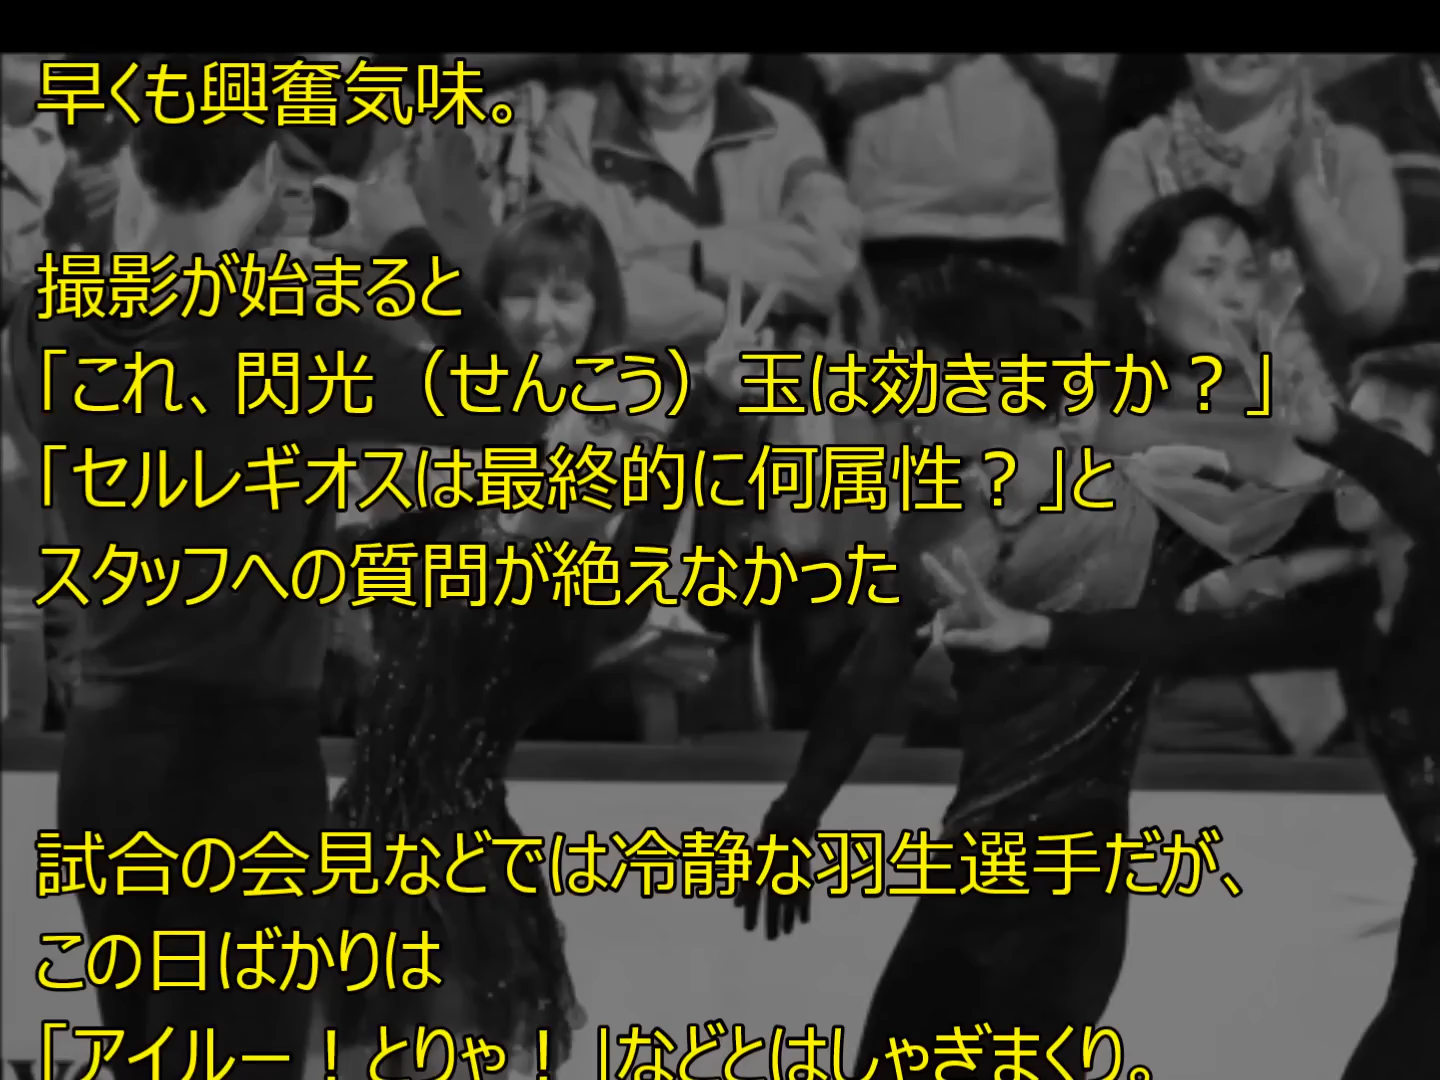 早くも興奮気味。
撮影が始まると
「これ、閃光（せんこう）玉は効きますか？」
「セルレギオスは最終的に何属性？」と
スタッフへの質問が絶えなかった
試合の会見などでは冷静な羽生選手だが、
この日ばかりは
「アイルー！とりゃ！」などとはしゃぎまくり。